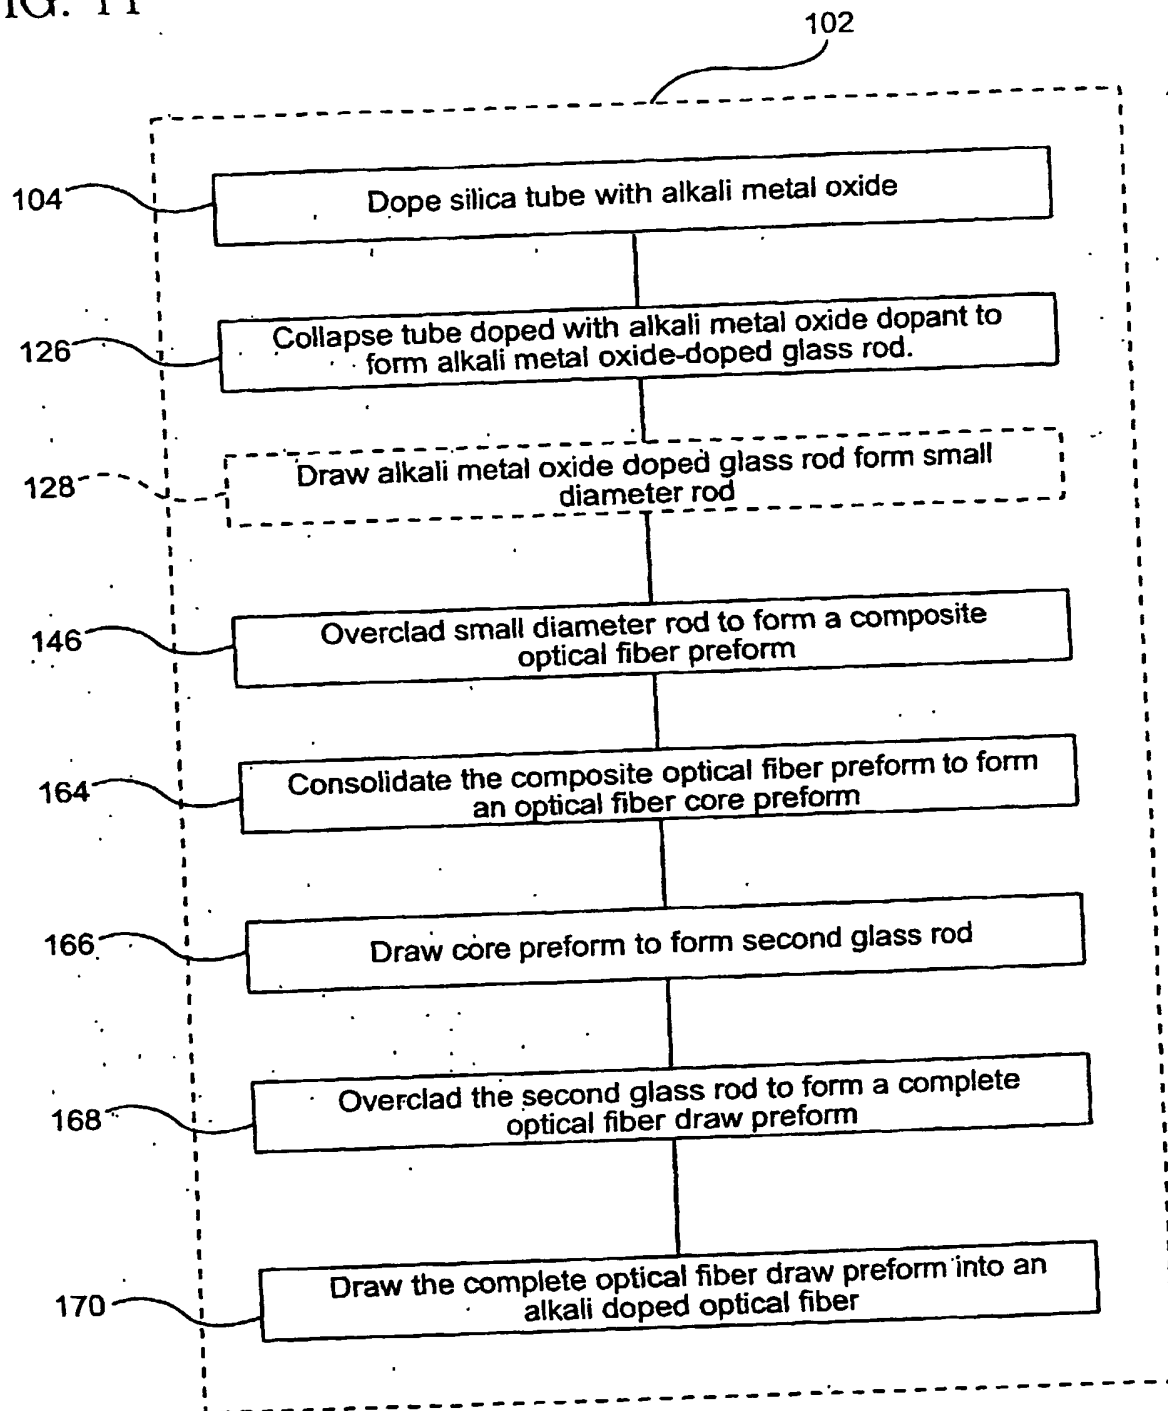 FIG. 11
102
104
Dope silica tube with alkali metal oxide
126
Collapse tube doped with alkali metal oxide dopant to
form alkali metal oxide-doped glass rod.
128
Draw alkali metal oxide doped glass rod form small
diameter rod
146
Overclad small diameter rod to form a composite
optical fiber preform
164
Consolidate the composite optical fiber preform to form
an optical fiber core preform
166
Draw core preform to form second glass rod
168
Overclad the second glass rod to form a complete
optical fiber draw preform
170
Draw the complete optical fiber draw preform into an
alkali doped optical fiber